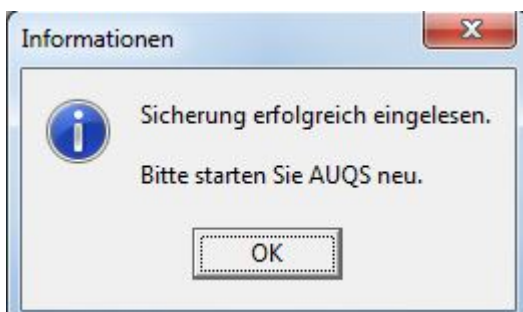 Informationen
Sicherung erfolgreich eingelesen.
Bitte starten Sie AUQS neu.
OK